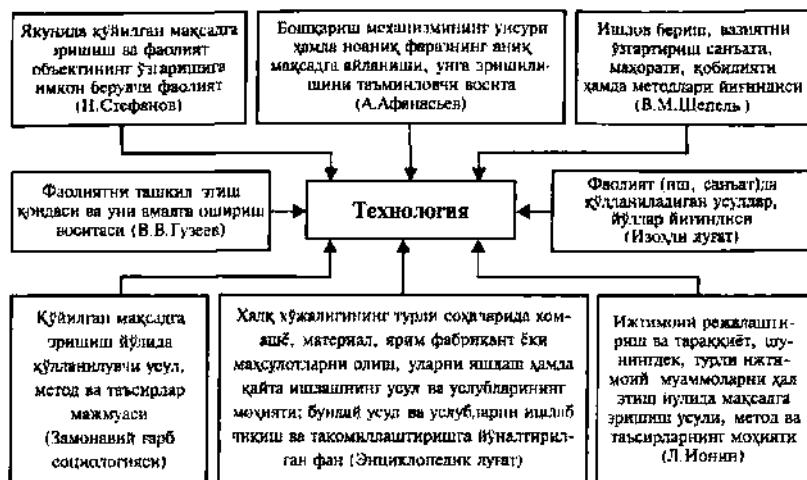 Якунида қўйилган мақсадга
эришиш ва фаолият
объектининг ўзгаришига
имкон берувчи фаолият
(Н.Стефанов)
Бошқариш механизмининг унсури
ҳамда ноаниқ фаразнинг аниқ
мақсадга айланиши, унга эришили-
шини таъминловчи восита
(А.Афанасьев)
Ишлов бериш, вазиятни
ўзгартириш санъати,
маҳорати, қобилияти
ҳамда методлари йиғиндиси
(В.М.Шепель)
Фаолиятни ташкил этиш
қоидаси ва уни амалга ошириш
воситаси (В.В.Гузеев)
Технология
Фаолият (иш, санъат)да
қўлланиладиган усуллар,
йўллар йиғиндиси
(Изоҳли луғат)
Қўйилган мақсадга
эришиш йўлида
қўлланилувчи усул,
метод ва таъсирлар
мажмуаси
(Замонавий ғарб
социологияси)
Халқ хўжалигининг турли соҳаларида хом-
ашё, материал, ярим фабрикант ёки
маҳсулотларни олиш, уларни ишлаш ҳамда
қайта ишлашнинг усул ва услубларининг
моҳияти; бундай усул ва услубларни ишлаб
чиқиш ва такомиллаштиришга йўналтирил-
ган фан (Энциклопедик луғат)
Ижтимоий режалашти-
риш ва тараққиёт, шу-
нингдек, турли ижти-
моий муаммоларни ҳал
этиш йулида мақсадга
эришиш усули, метод ва
таъсирларнинг моҳияти
(Л.Ионин)